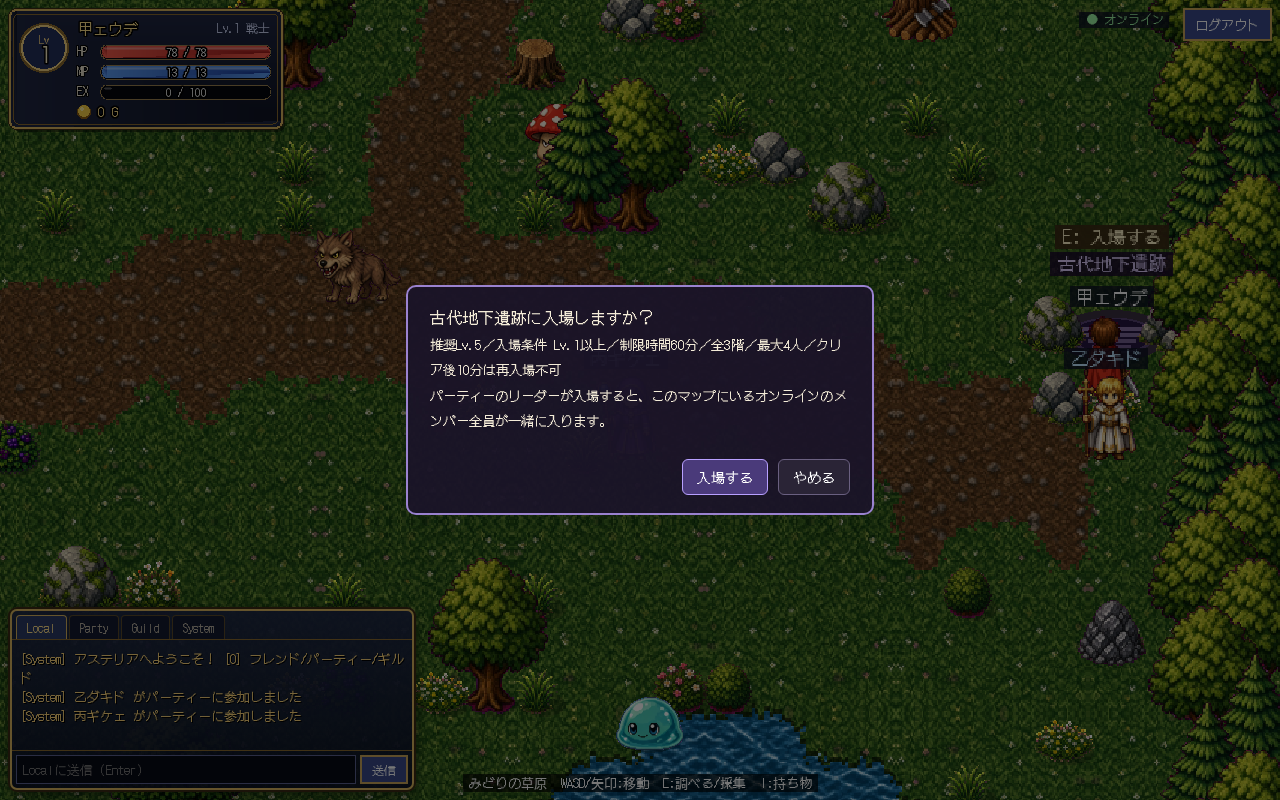 Lv
1
甲ェウデ
Lv.1 戦士
HP 78 / 78
MP 13 / 13
EX 0 / 100
0 G
オンライン
ログアウト
E: 入場する
古代地下遺跡
甲ェウデ
乙ダキド
古代地下遺跡に入場しますか？
推奨Lv.5／入場条件 Lv.1以上／制限時間60分／全3階／最大4人／クリ
ア後10分は再入場不可
パーティーのリーダーが入場すると、このマップにいるオンラインのメ
ンバー全員が一緒に入ります。
入場する
やめる
Local
Party
Guild
System
[System] アステリアへようこそ！ [O] フレンド/パーティー/ギル
ド
[System] 乙ダキド がパーティーに参加しました
[System] 丙ギケェ がパーティーに参加しました
Localに送信 (Enter)
送信
みどりの草原 WASD/矢印:移動 E:調べる/採集 I:持ち物